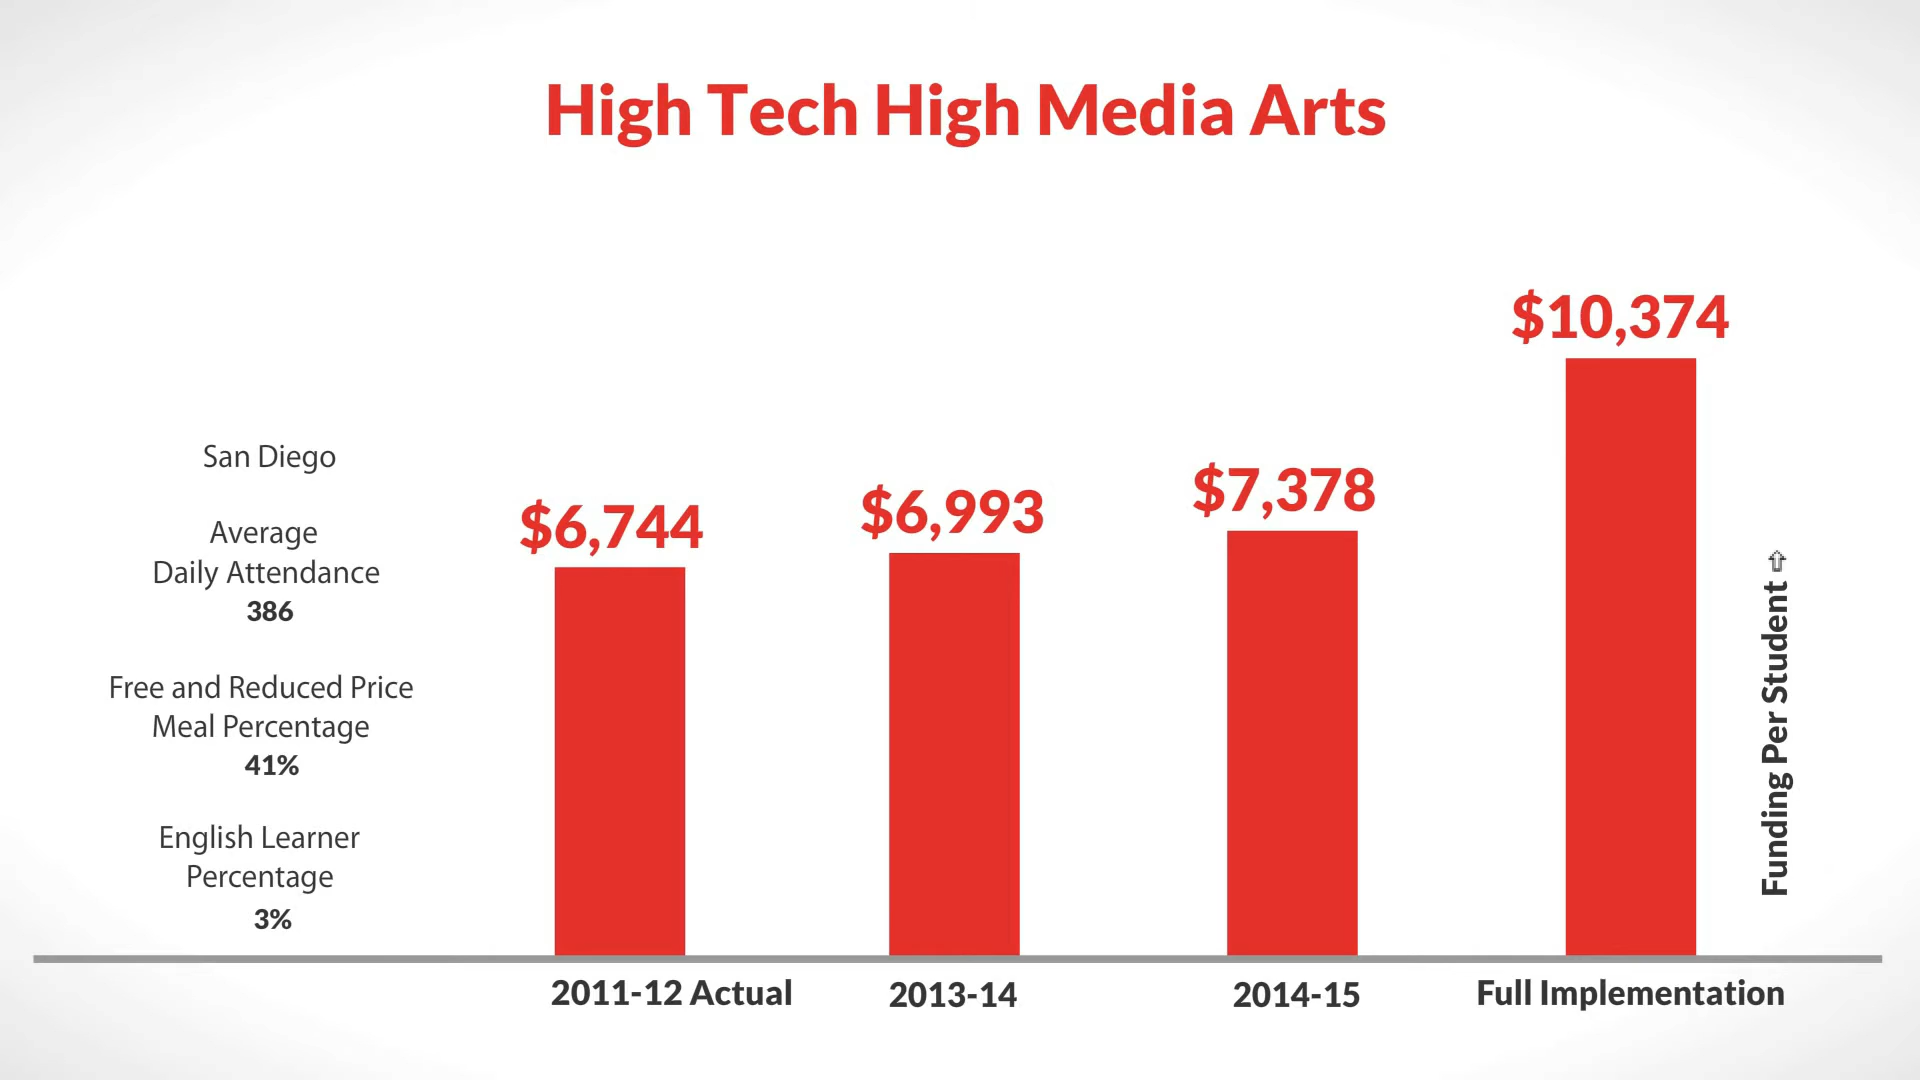 High Tech High Media Arts
San Diego
Average
Daily Attendance
386
Free and Reduced Price
Meal Percentage
41%
English Learner
Percentage
3%
$6,744
$6,993
$7,378
$10,374
2011-12 Actual
2013-14
2014-15
Full Implementation
Funding Per Student ⇧